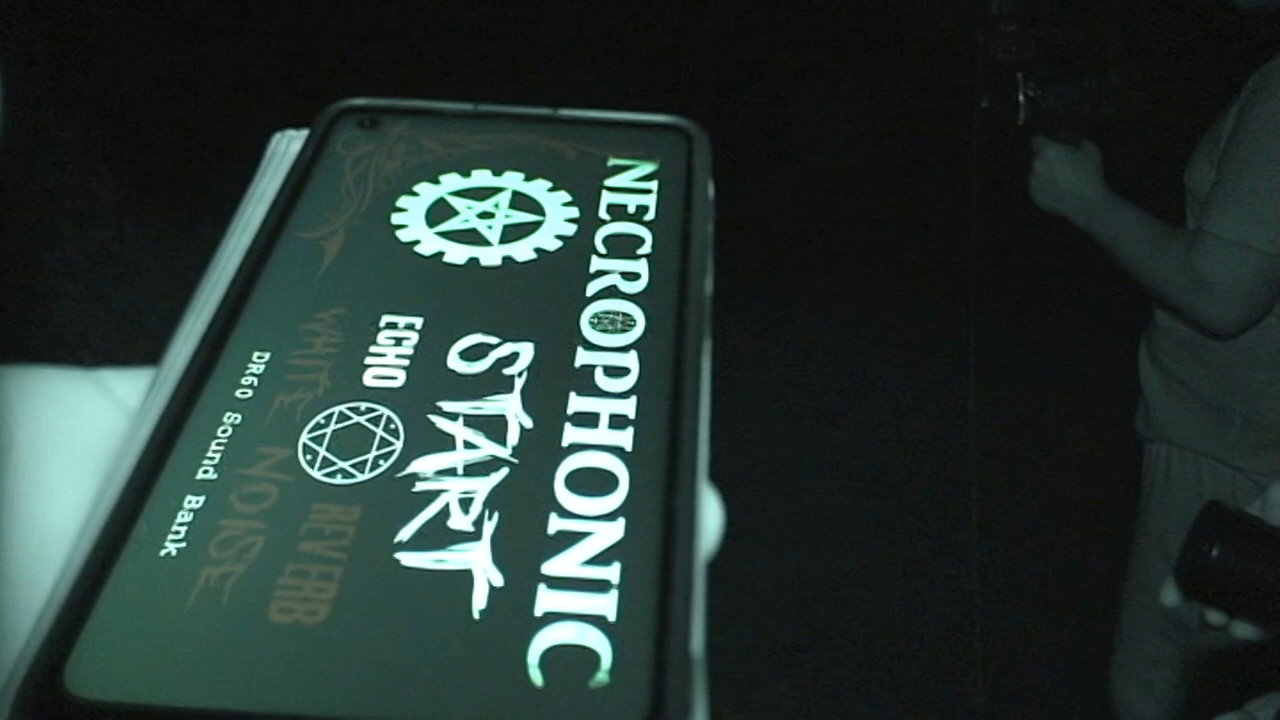 NECROPHONIC
START
ECHO
REVERB
WHITE NOISE
DR60 Sound Bank